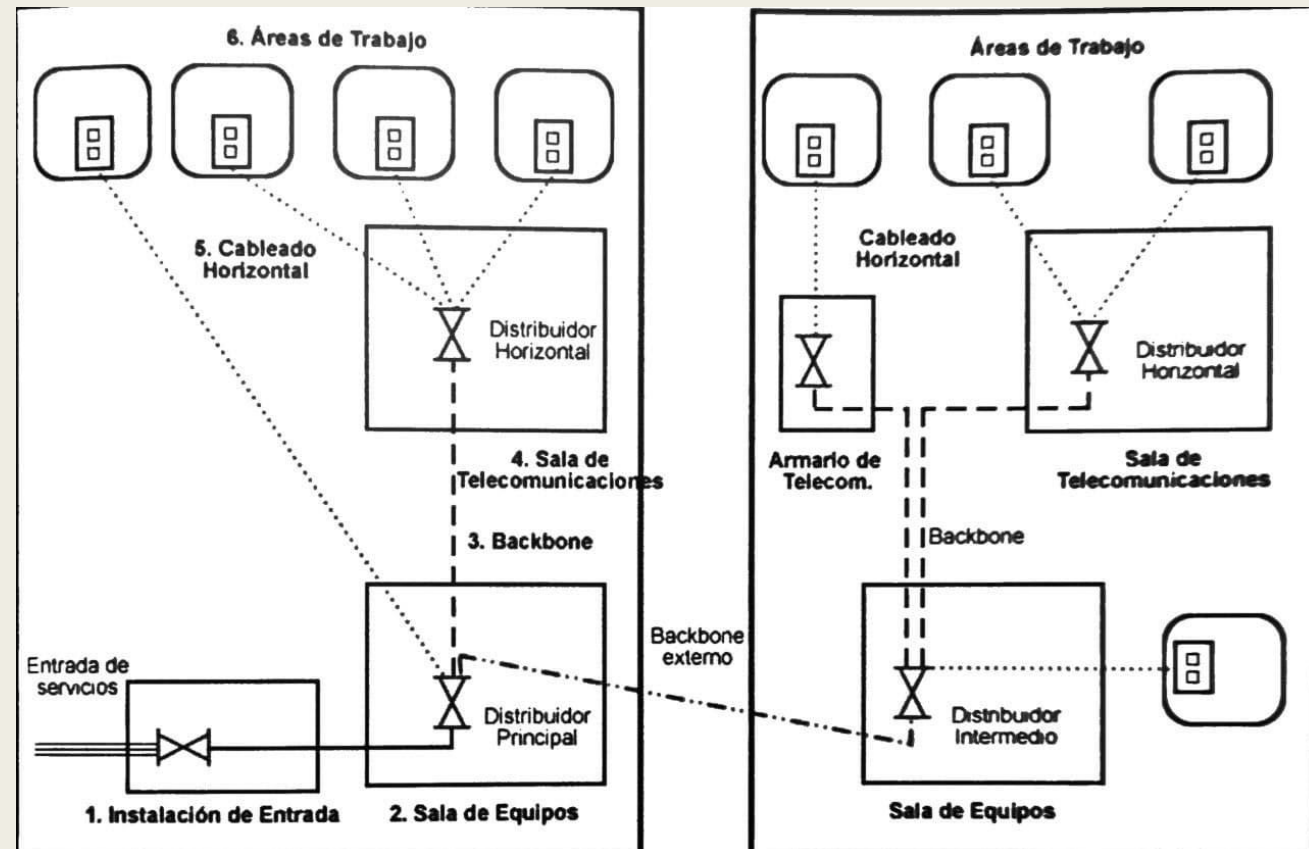 6. Áreas de Trabajo
5. Cableado
Horizontal
Distribuidor
Horizontal
4. Sala de
Telecomunicaciones
3. Backbone
Entrada de
servicios
Distribuidor
Principal
1. Instalación de Entrada
2. Sala de Equipos
Backbone
externo
Áreas de Trabajo
Cableado
Horizontal
Distribuidor
Horizontal
Armario de
Telecom.
Sala de
Telecomunicaciones
Backbone
Distribuidor
Intermedio
Sala de Equipos